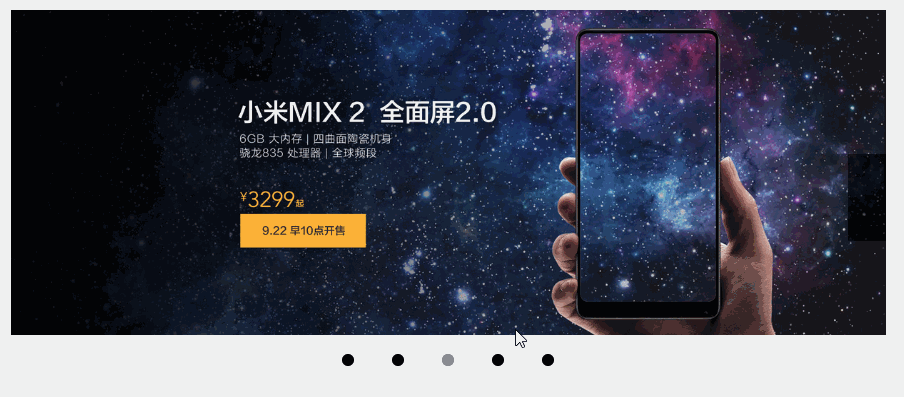 小米MIX 2 全面屏2.0
6GB 大内存 | 四曲面陶瓷机身
骁龙835 处理器 | 全球频段
¥3299起
9.22 早10点开售